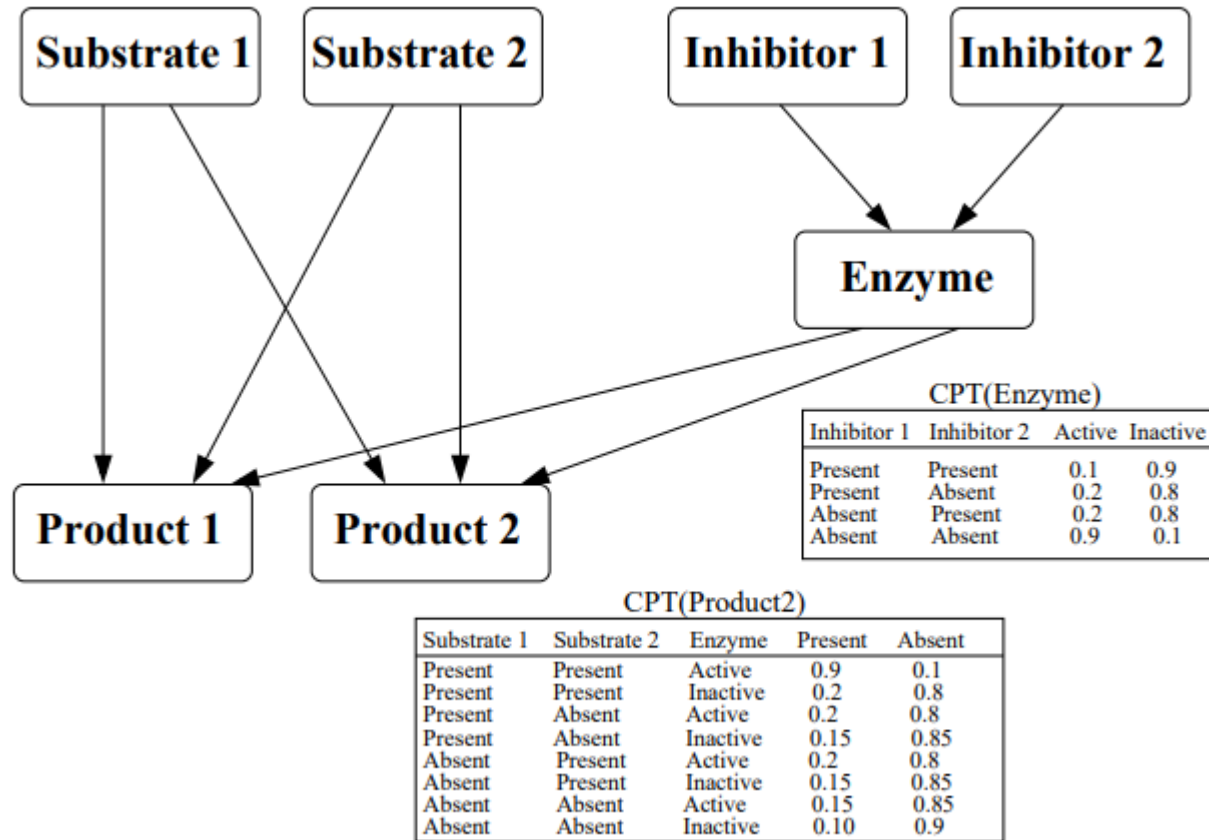 Substrate 1 Substrate 2 Inhibitor 1 Inhibitor 2
Enzyme
Product 1 Product 2
CPT(Enzyme)
Inhibitor 1 Inhibitor 2 Active Inactive
Present Present 0.1 0.9
Present Absent 0.2 0.8
Absent Present 0.2 0.8
Absent Absent 0.9 0.1
CPT(Product2)
Substrate 1 Substrate 2 Enzyme Present Absent
Present Present Active 0.9 0.1
Present Present Inactive 0.2 0.8
Present Absent Active 0.2 0.8
Present Absent Inactive 0.15 0.85
Absent Present Active 0.2 0.8
Absent Present Inactive 0.15 0.85
Absent Absent Active 0.15 0.85
Absent Absent Inactive 0.10 0.9